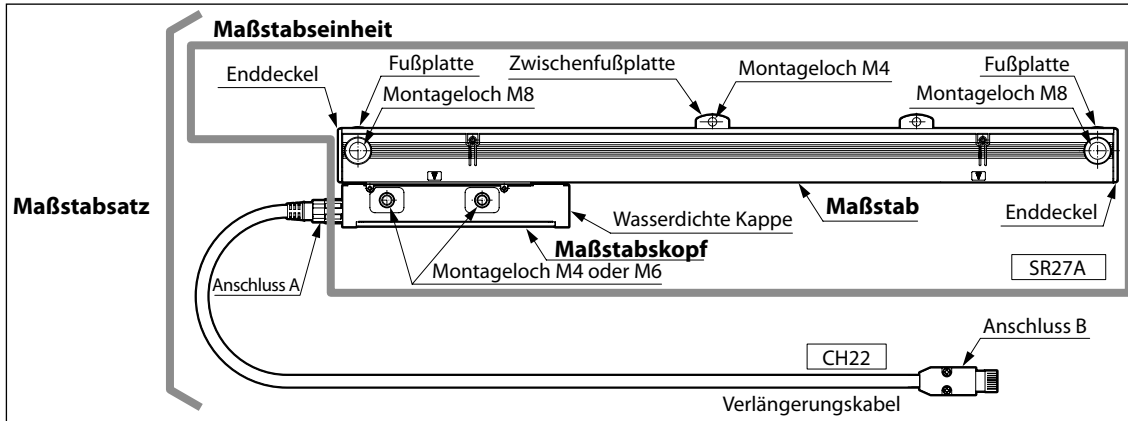 Maßstabseinheit
Fußplatte
Zwischenfußplatte
Montageloch M4
Fußplatte
Enddeckel
Montageloch M8
Montageloch M8
Maßstabsatz
Maßstab
Enddeckel
Wasserdichte Kappe
Maßstabskopf
Montageloch M4 oder M6
SR27A
Anschluss A
Anschluss B
CH22
Verlängerungskabel